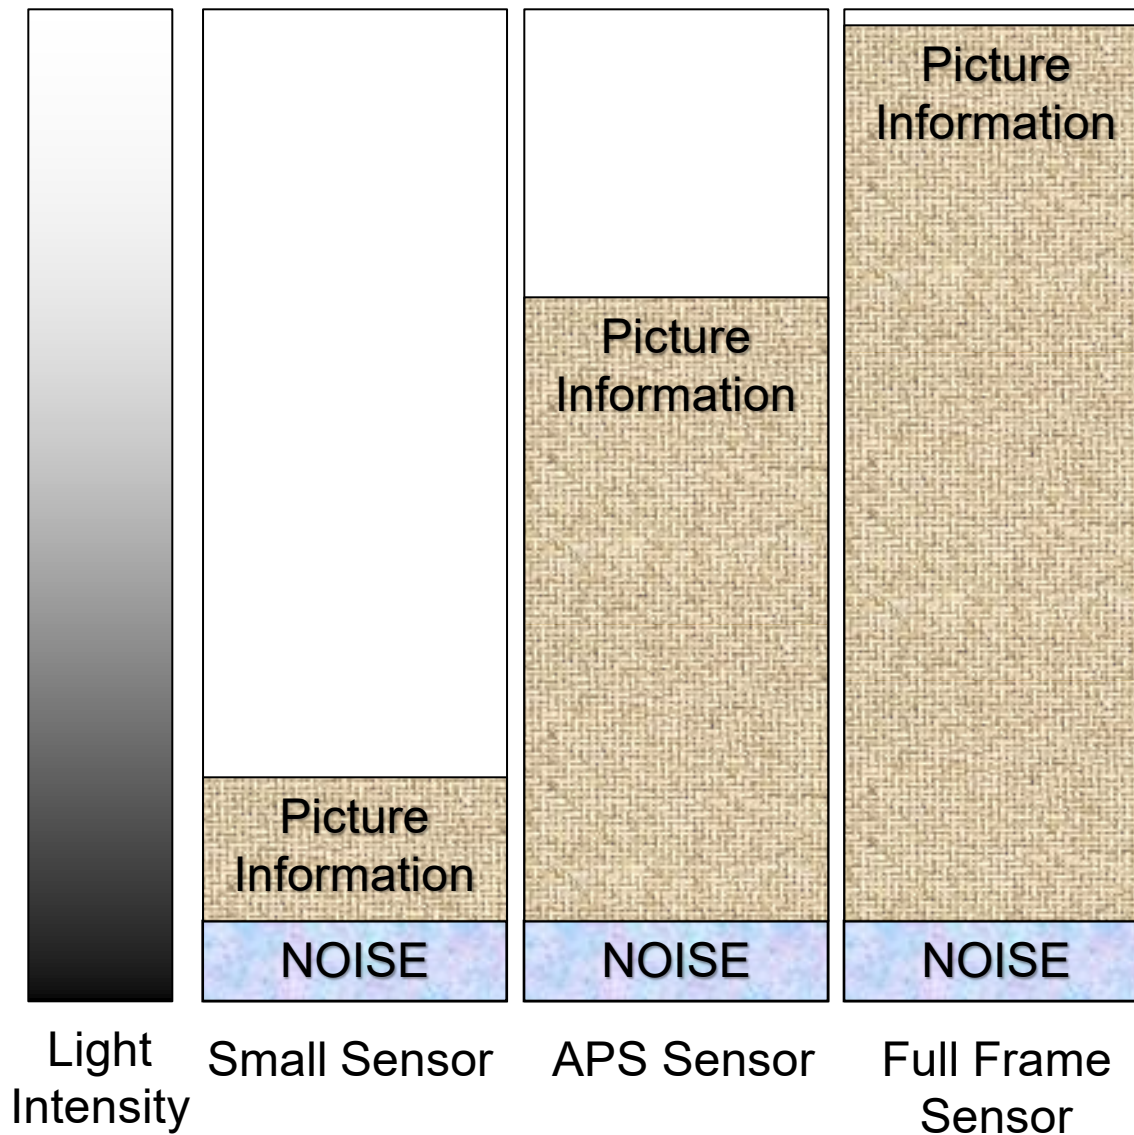 Picture
Information
Picture
Information
Picture
Information
NOISE
NOISE
NOISE
Light
Intensity
Small Sensor
APS Sensor
Full Frame
Sensor